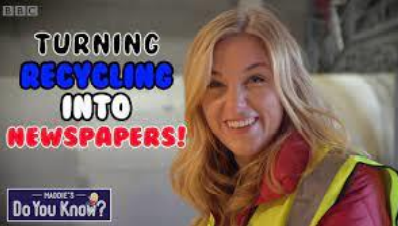 BBC
TURNING
RECYCLING
INTO
NEWSPAPERS!
MADDIE'S
Do You Know?